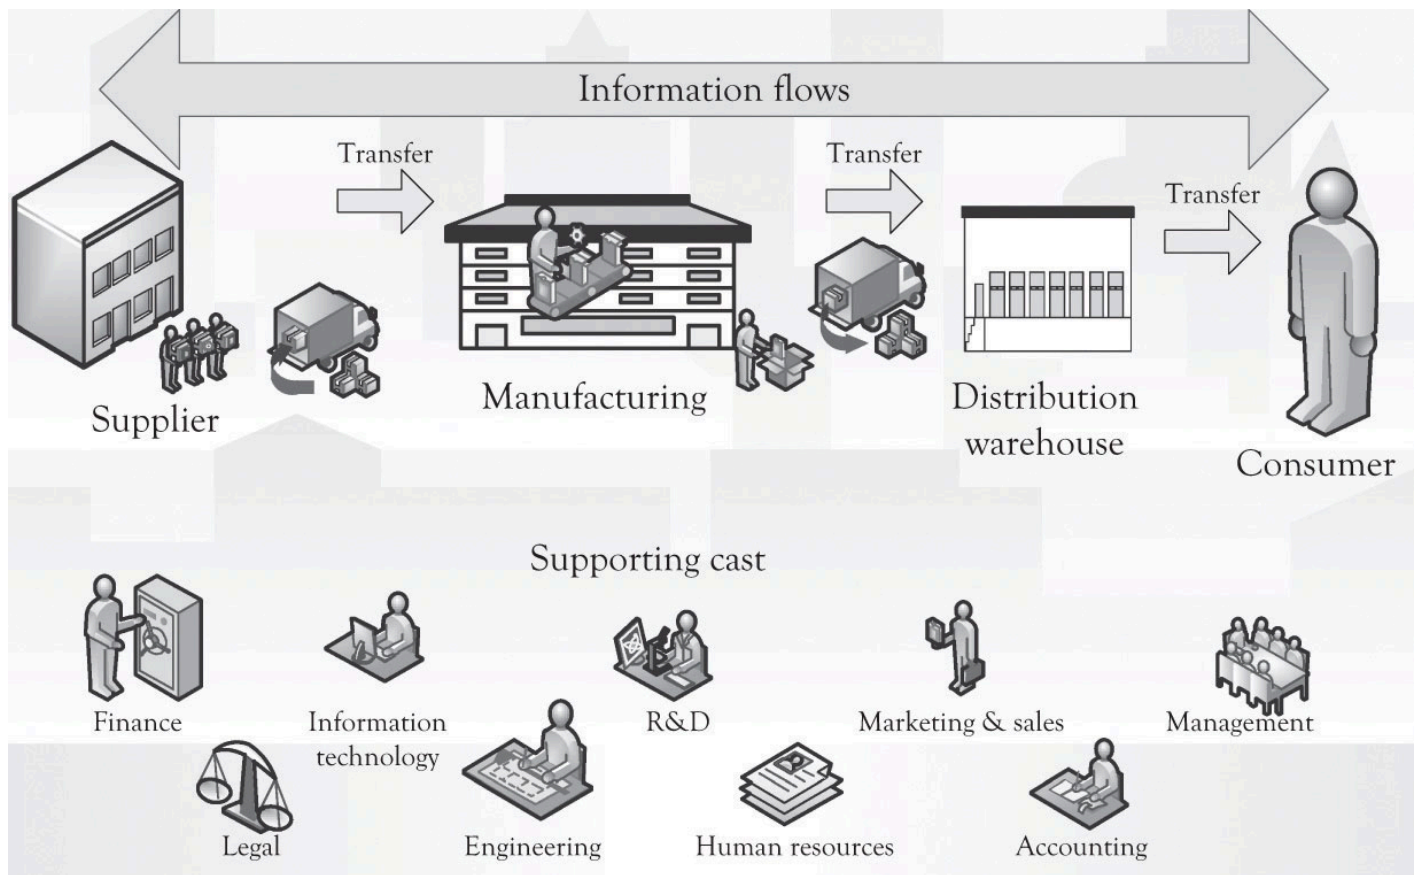 Information flows
Transfer
Transfer
Transfer
Supplier
Manufacturing
Distribution
warehouse
Consumer
Supporting cast
Finance
Information
technology
R&D
Marketing & sales
Management
Legal
Engineering
Human resources
Accounting